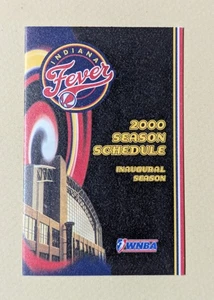 INDIANA
Fever
2000
SEASON
SCHEDULE
INAUGURAL
SEASON
WNBA